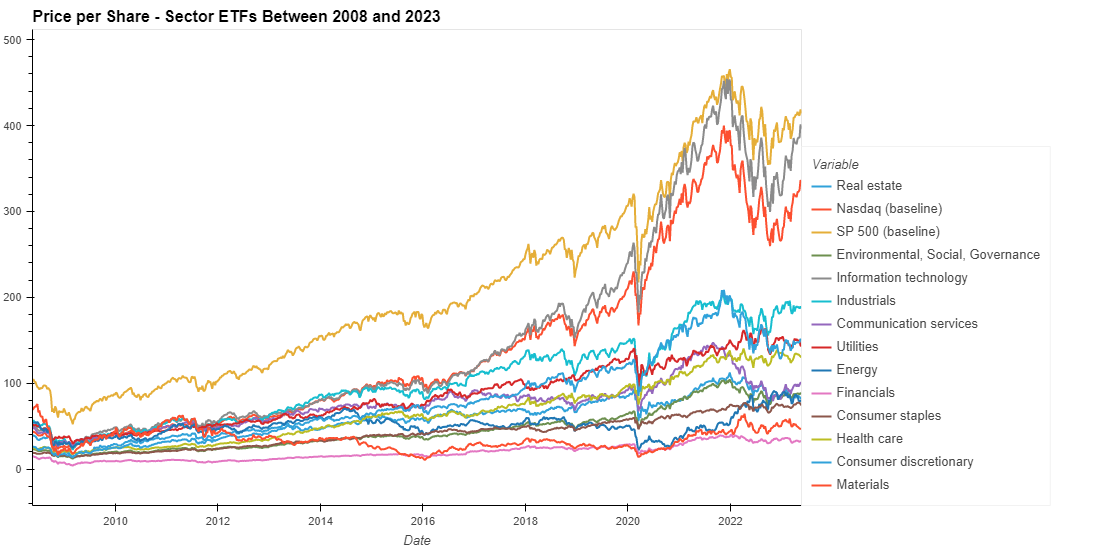 Price per Share - Sector ETFs Between 2008 and 2023
500
400
300
200
100
0
2010
2012
2014
2016
2018
2020
2022
Date
Variable
Real estate
Nasdaq (baseline)
SP 500 (baseline)
Environmental, Social, Governance
Information technology
Industrials
Communication services
Utilities
Energy
Financials
Consumer staples
Health care
Consumer discretionary
Materials